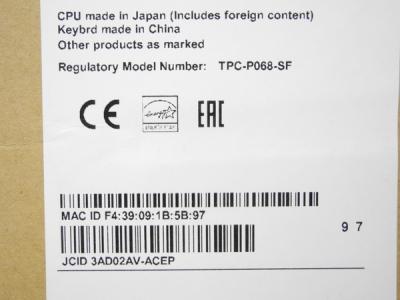 CPU made in Japan (Includes foreign content)
Keybrd made in China
Other products as marked
Regulatory Model Number: TPC-P068-SF
CE
EAC
MAC ID F4:39:09:1B:5B:97
9 7
JCID 3AD02AV-ACEP